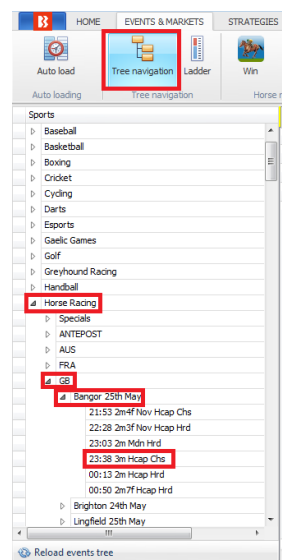 B HOME EVENTS & MARKETS STRATEGIES
Auto load Tree navigation Ladder Win
Auto loading Tree navigation Horse
Sports
Baseball
Basketball
Boxing
Cricket
Cycling
Darts
Esports
Gaelic Games
Golf
Greyhound Racing
Handball
Horse Racing
Specials
ANTEPOST
AUS
FRA
GB
Bangor 25th May
21:53 2m4f Nov Hcap Chs
22:28 2m3f Nov Hcap Hrd
23:03 2m Mdn Hrd
23:38 3m Hcap Chs
00:13 2m Hcap Hrd
00:50 2m7f Hcap Hrd
Brighton 24th May
Lingfield 25th May
Reload events tree